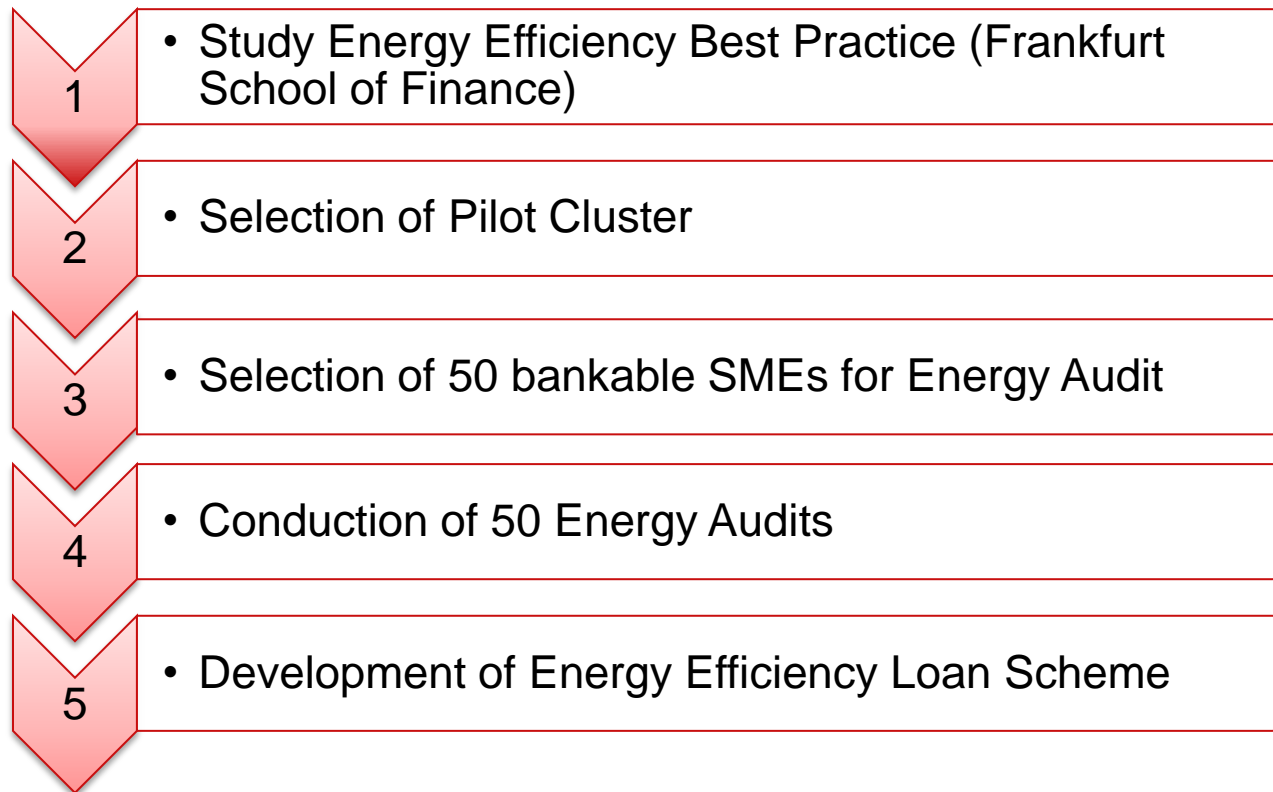 1
• Study Energy Efficiency Best Practice (Frankfurt
School of Finance)
2
• Selection of Pilot Cluster
3
• Selection of 50 bankable SMEs for Energy Audit
4
• Conduction of 50 Energy Audits
5
• Development of Energy Efficiency Loan Scheme